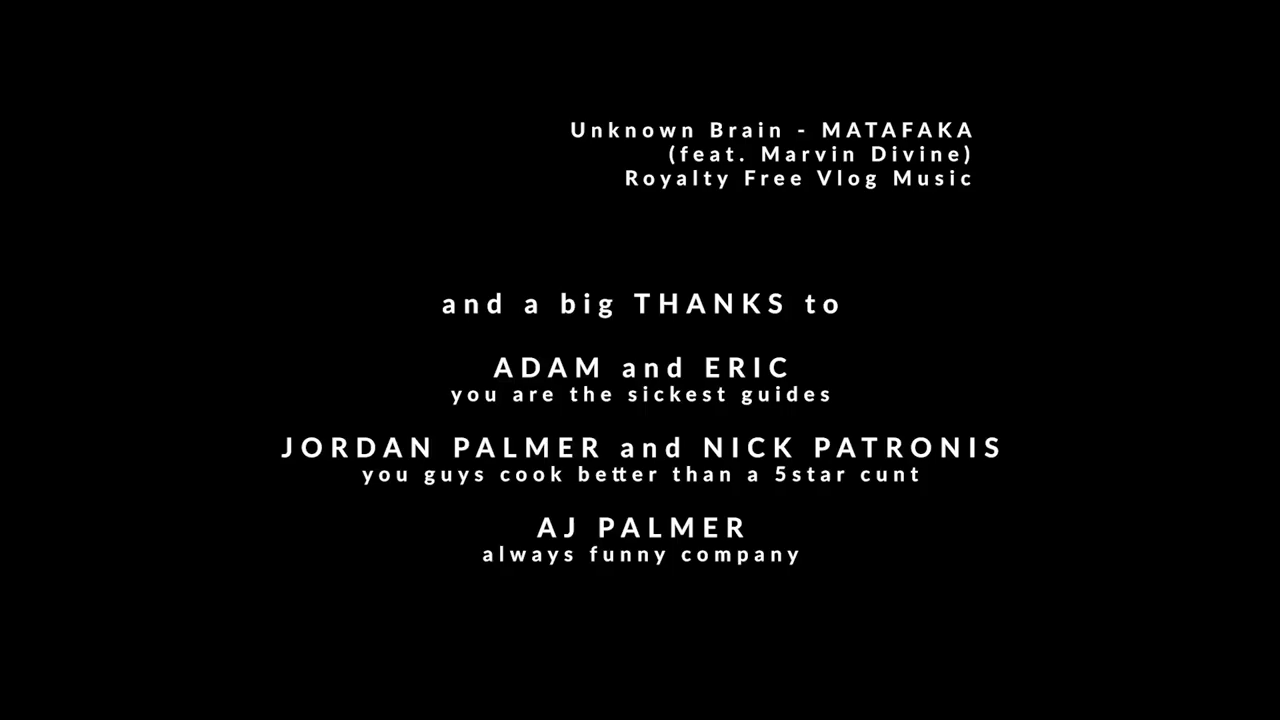 Unknown Brain - MATAFAKA
(feat. Marvin Divine)
Royalty Free Vlog Music
and a big THANKS to
ADAM and ERIC
you are the sickest guides
JORDAN PALMER and NICK PATRONIS
you guys cook better than a 5star cunt
AJ PALMER
always funny company